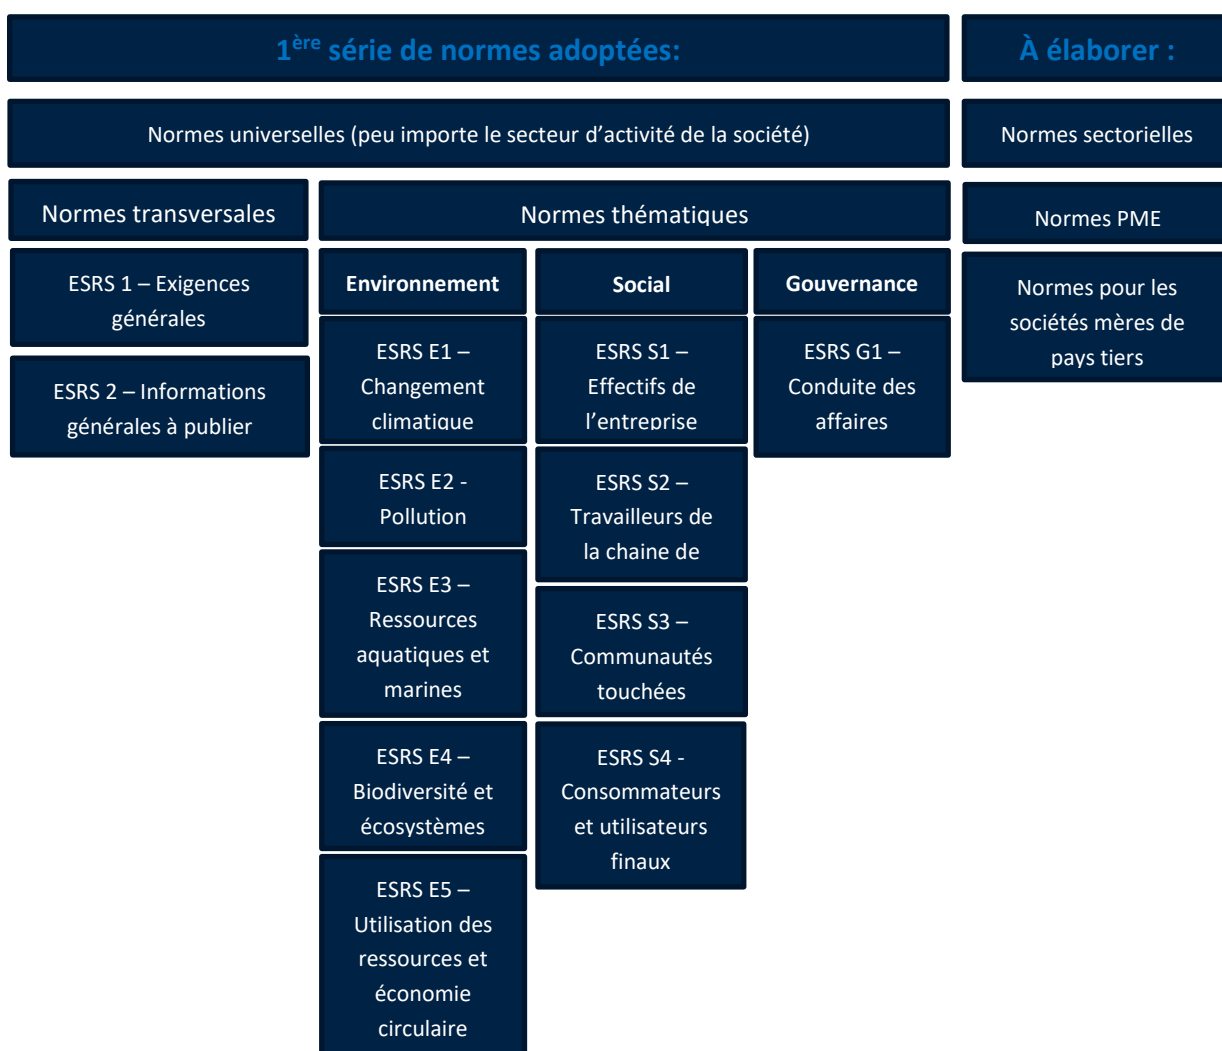 1ère série de normes adoptées:
À élaborer :
Normes universelles (peu importe le secteur d’activité de la société)
Normes sectorielles
Normes transversales
Normes thématiques
Normes PME
ESRS 1 – Exigences
générales
ESRS 2 – Informations
générales à publier
Environnement
ESRS E1 –
Changement
climatique
ESRS E2 -
Pollution
ESRS E3 –
Ressources
aquatiques et
marines
ESRS E4 –
Biodiversité et
écosystèmes
ESRS E5 –
Utilisation des
ressources et
économie
circulaire
Social
ESRS S1 –
Effectifs de
l’entreprise
ESRS S2 –
Travailleurs de
la chaine de
ESRS S3 –
Communautés
touchées
ESRS S4 -
Consommateurs
et utilisateurs
finaux
Gouvernance
ESRS G1 –
Conduite des
affaires
Normes pour les
sociétés mères de
pays tiers